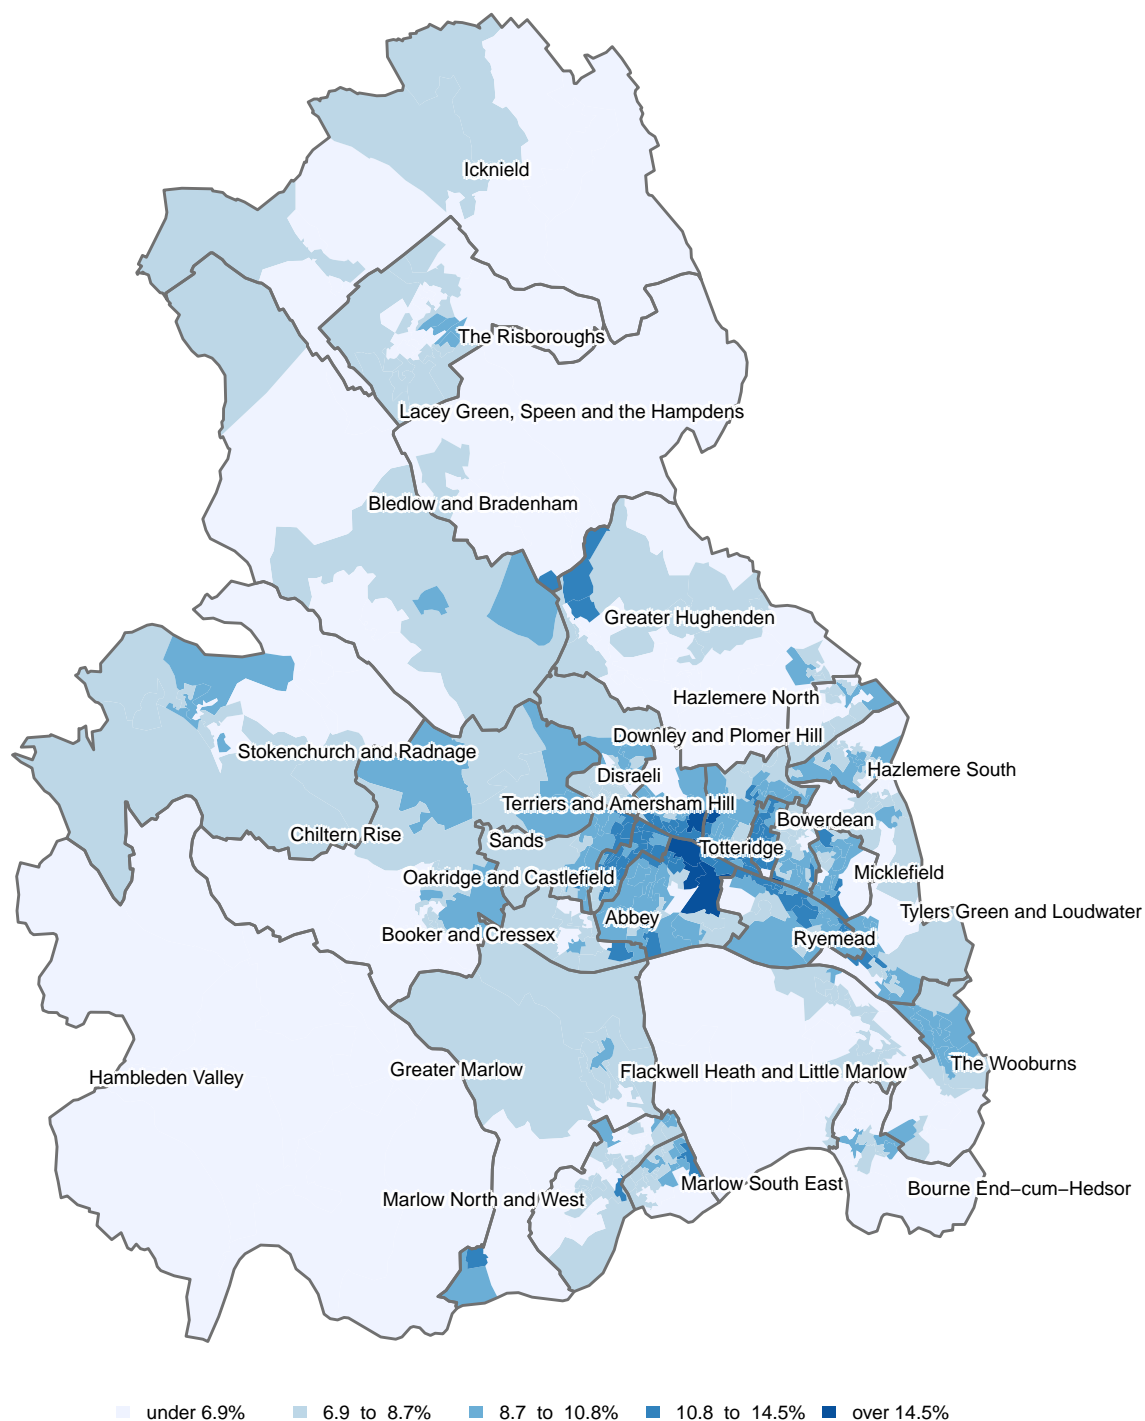 Icknield
The Risboroughs
Lacey Green, Speen and the Hampdens
Bledlow and Bradenham
Greater Hughenden
Hazlemere North
Downley and Plomer Hill
Stokenchurch and Radnage
Hazlemere South
Disraeli
Terriers and Amersham Hill
Bowerdean
Chiltern Rise
Sands
Totteridge
Micklefield
Oakridge and Castlefield
Tylers Green and Loudwater
Abbey
Booker and Cressex
Ryemead
The Wooburns
Greater Marlow
Flackwell Heath and Little Marlow
Hambleden Valley
Marlow South East
Bourne End−cum−Hedsor
Marlow North and West
under 6.9% 6.9 to 8.7% 8.7 to 10.8% 10.8 to 14.5% over 14.5%